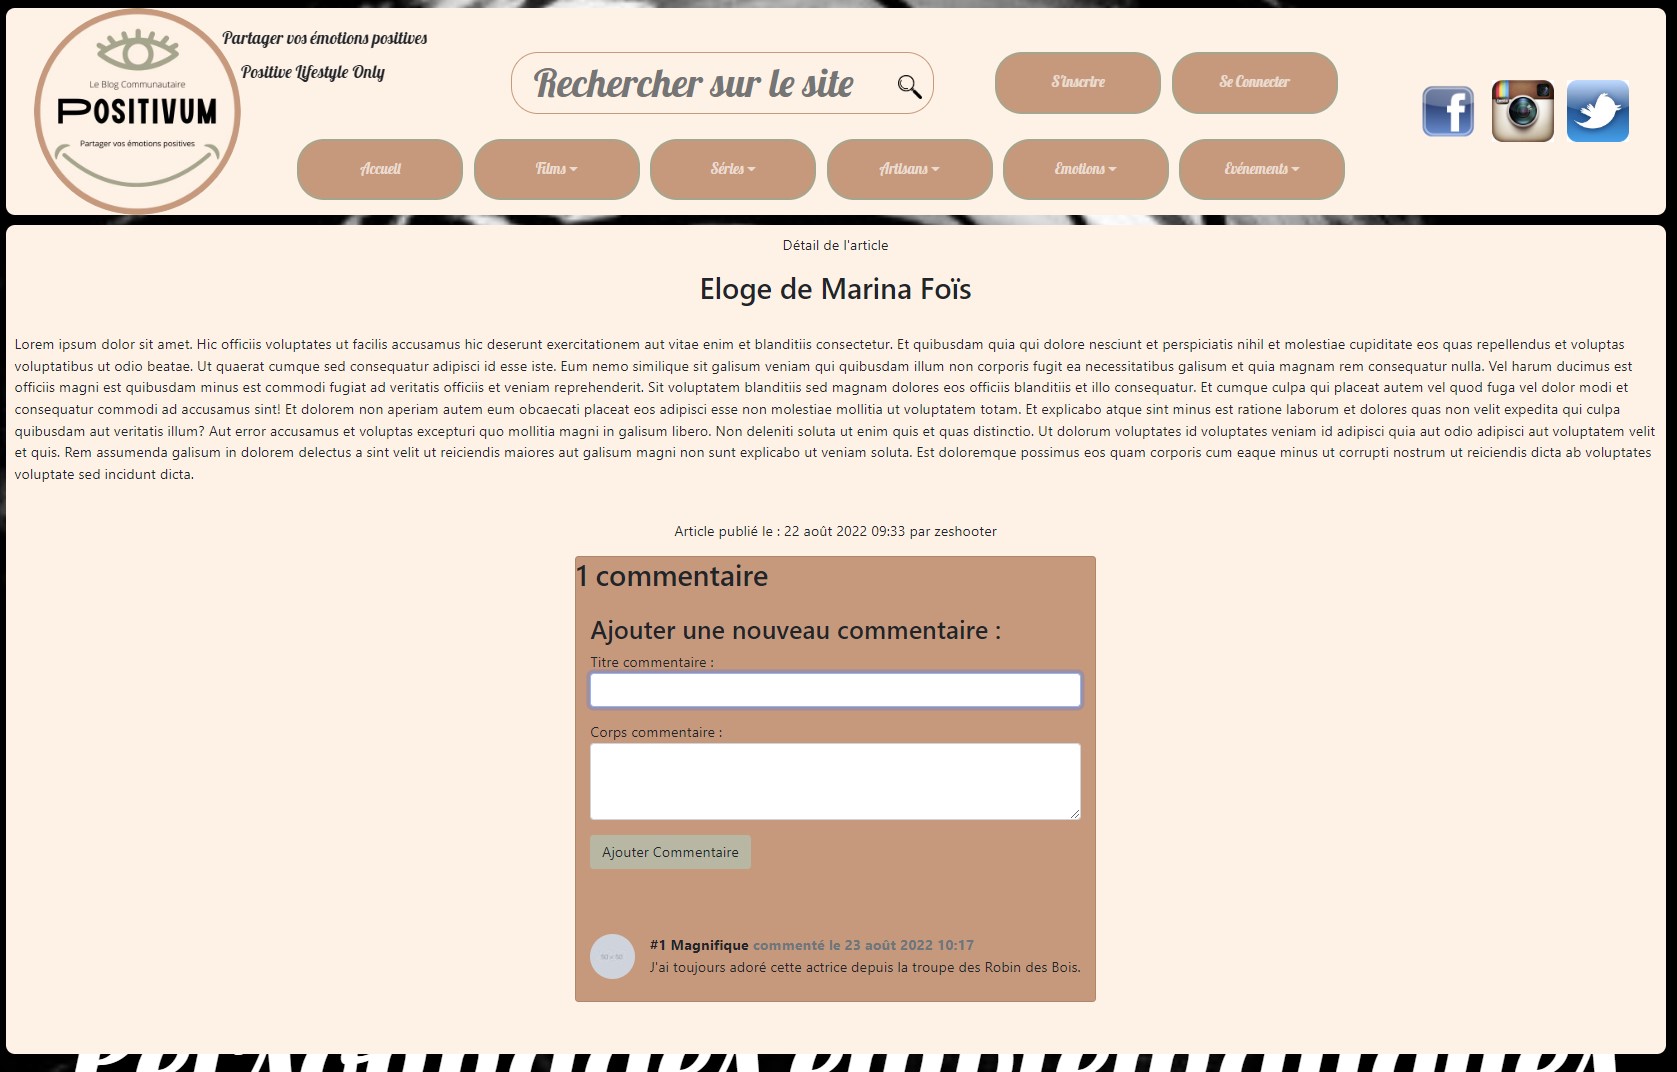 Partager vos émotions positives
Positive Lifestyle Only
Le Blog Communautaire
POSITIVUM
Partager vos émotions positives
Rechercher sur le site
S'inscrire
Se Connecter
Accueil
Films
Séries
Artisans
Emotions
Evénements
Détail de l'article
Eloge de Marina Foïs
Lorem ipsum dolor sit amet. Hic officiis voluptates ut facilis accusamus hic deserunt exercitationem aut vitae enim et blanditiis consectetur. Et quibusdam quia qui dolore nesciunt et perspiciatis nihil et molestiae cupiditate eos quas repellendus et voluptas
voluptatibus ut odio beatae. Ut quaerat cumque sed consequatur adipisci id esse iste. Eum nemo similique sit galisum veniam qui quibusdam illum non corporis fugit ea necessitatibus galisum et quia magnam rem consequatur nulla. Vel harum ducimus est
officiis magni est quibusdam minus est commodi fugiat ad veritatis officiis et veniam reprehenderit. Sit voluptatem blanditiis sed magnam dolores eos officiis blanditiis et illo consequatur. Et cumque culpa qui placeat autem vel quod fuga vel dolor modi et
consequatur commodi ad accusamus sint! Et dolorem non aperiam autem eum obcaecati placeat eos adipisci esse non molestiae mollitia ut voluptatem totam. Et explicabo atque sint minus est ratione laborum et dolores quas non velit expedita qui culpa
quibusdam aut veritatis illum? Aut error accusamus et voluptas excepturi quo mollitia magni in galisum libero. Non deleniti soluta ut enim quis et quas distinctio. Ut dolorum voluptates id voluptates veniam id adipisci quia aut odio adipisci aut voluptatem velit
et quis. Rem assumenda galisum in dolorem delectus a sint velit ut reiciendis maiores aut galisum magni non sunt explicabo ut veniam soluta. Est doloremque possimus eos quam corporis cum eaque minus ut corrupti nostrum ut reiciendis dicta ab voluptates
voluptate sed incidunt dicta.
Article publié le : 22 août 2022 09:33 par zeshooter
1 commentaire
Ajouter une nouveau commentaire :
Titre commentaire :
Corps commentaire :
Ajouter Commentaire
#1 Magnifique commenté le 23 août 2022 10:17
J'ai toujours adoré cette actrice depuis la troupe des Robin des Bois.